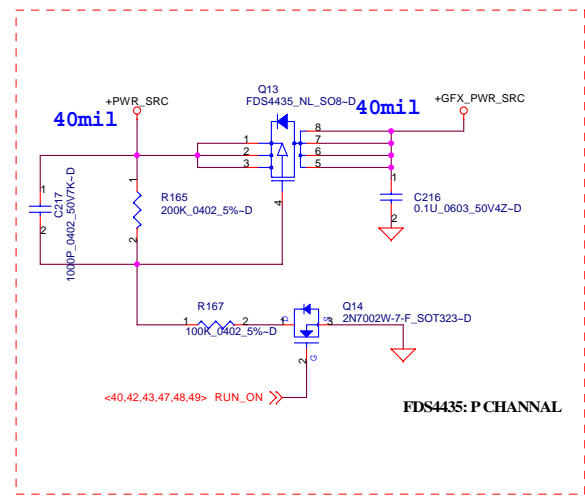 Q13
FDS4435_NL_SO8~D
+PWR_SRC
40mil
40mil
+GFX_PWR_SRC
1
2
3
8
7
6
5
4
1
C217
2
1000P_0402_50V7K~D
1
R165
200K_0402_5%~D
2
1
C216
0.1U_0603_50V4Z~D
2
R167
1
2
100K_0402_5%~D
1
D
S
3
Q14
2N7002W-7-F_SOT323~D
2
G
<40,42,43,47,48,49> RUN_ON
FDS4435: P CHANNAL